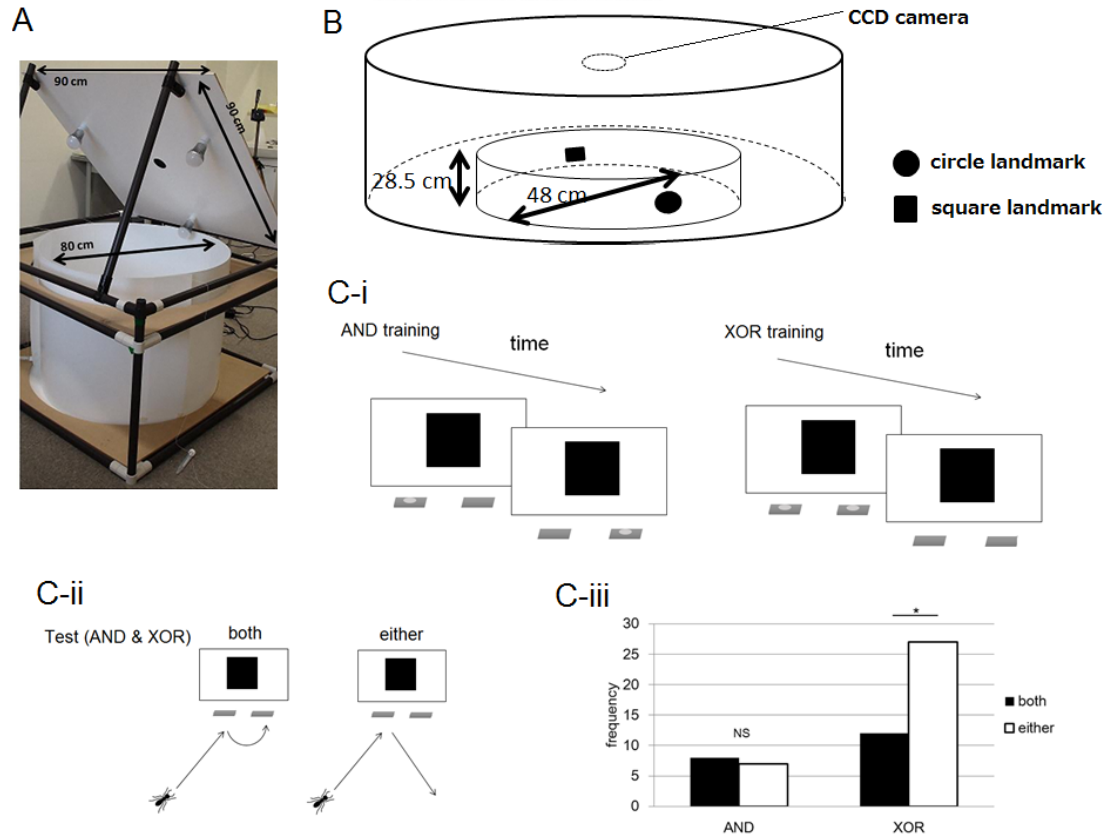 A
90 cm
90 cm
80 cm
B
CCD camera
28.5 cm
48 cm
circle landmark
square landmark
C-i
AND training
time
XOR training
time
C-ii
Test (AND & XOR)
both
either
C-iii
30
25
20
15
10
5
0
frequency
NS
*
AND
XOR
both
either